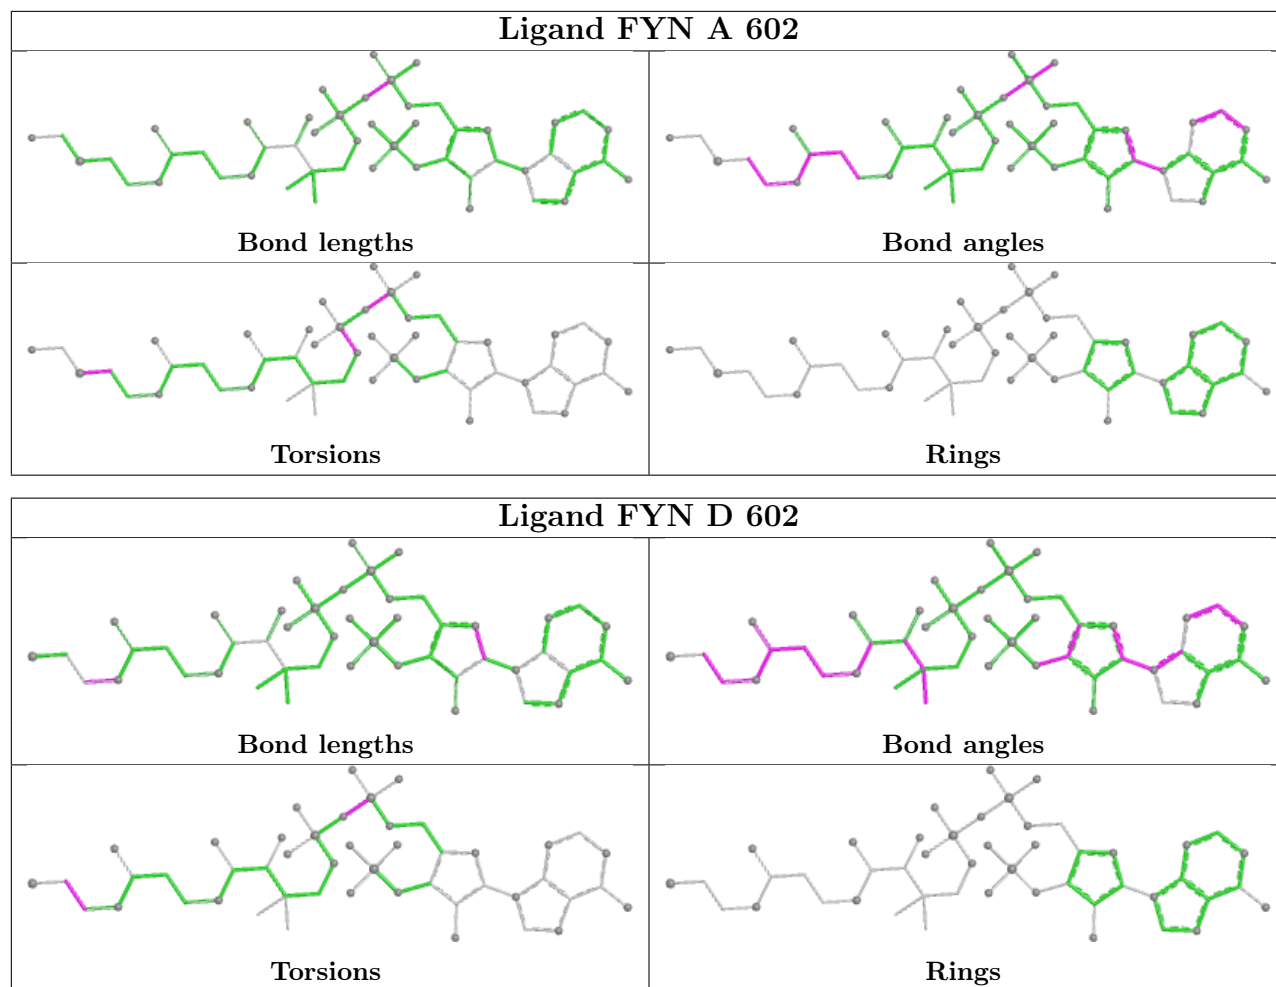 Ligand FYN A 602
Bond lengths
Bond angles
Torsions
Rings
Ligand FYN D 602
Bond lengths
Bond angles
Torsions
Rings